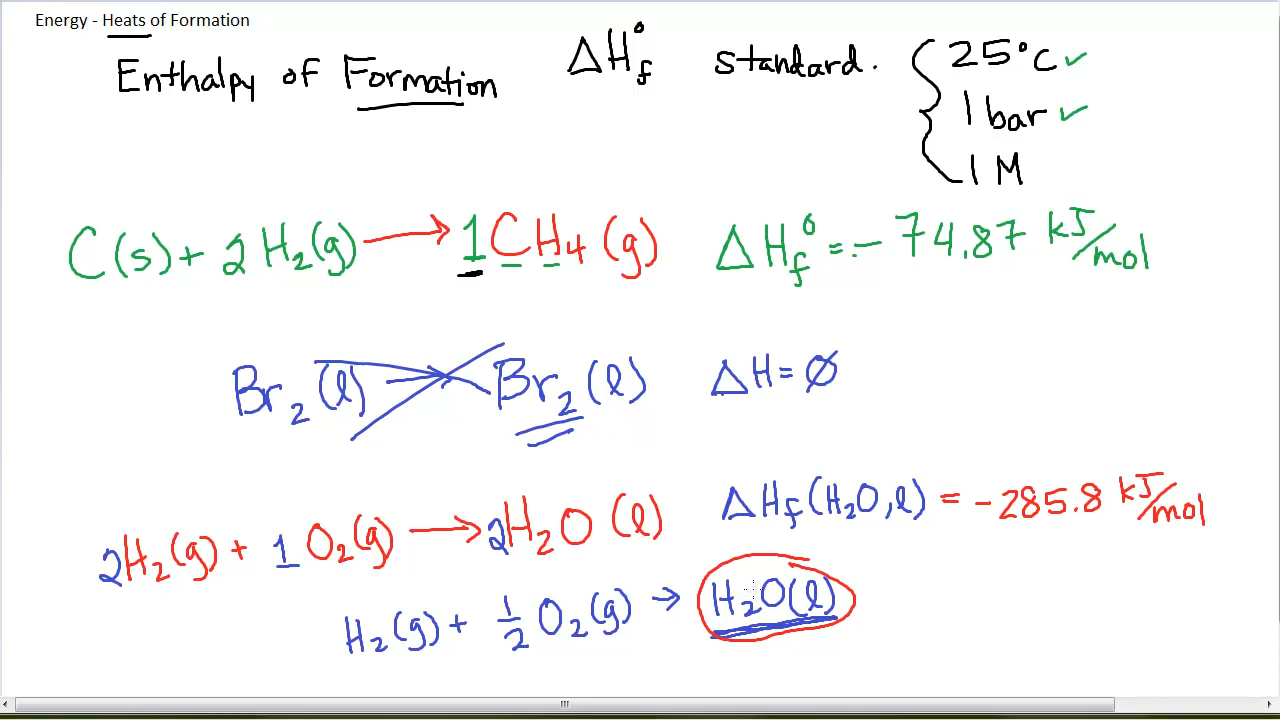 Energy - Heats of Formation
Enthalpy of Formation ΔH°f standard. { 25°C ✓
1 bar ✓
1 M
C(s) + 2H₂(g) → 1CH₄(g) ΔH°f = - 74.87 kJ/mol
Br₂(l) → Br₂(l) ΔH = ∅
ΔHf(H₂O,l) = -285.8 kJ/mol
2H₂(g) + 1O₂(g) → 2H₂O(l)
H₂(g) + 1/2 O₂(g) → H₂O(l)